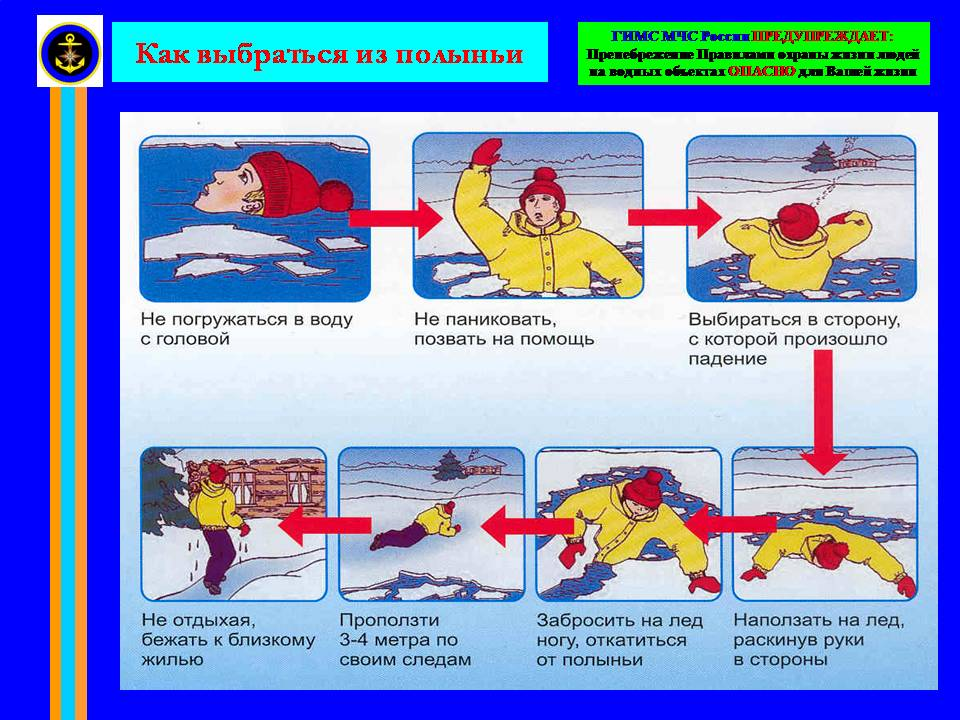 Как выбраться из полыньи
ГИМС МЧС России ПРЕДУПРЕЖДАЕТ:
Пренебрежение Правилами охраны жизни людей
на водных объектах ОПАСНО для Вашей жизни
Не погружаться в воду
с головой
Не паниковать,
позвать на помощь
Выбираться в сторону,
с которой произошло
падение
Наползать на лед,
раскинув руки
в стороны
Забросить на лед
ногу, откатиться
от полыньи
Проползти
3-4 метра по
своим следам
Не отдыхая,
бежать к близкому
жилью